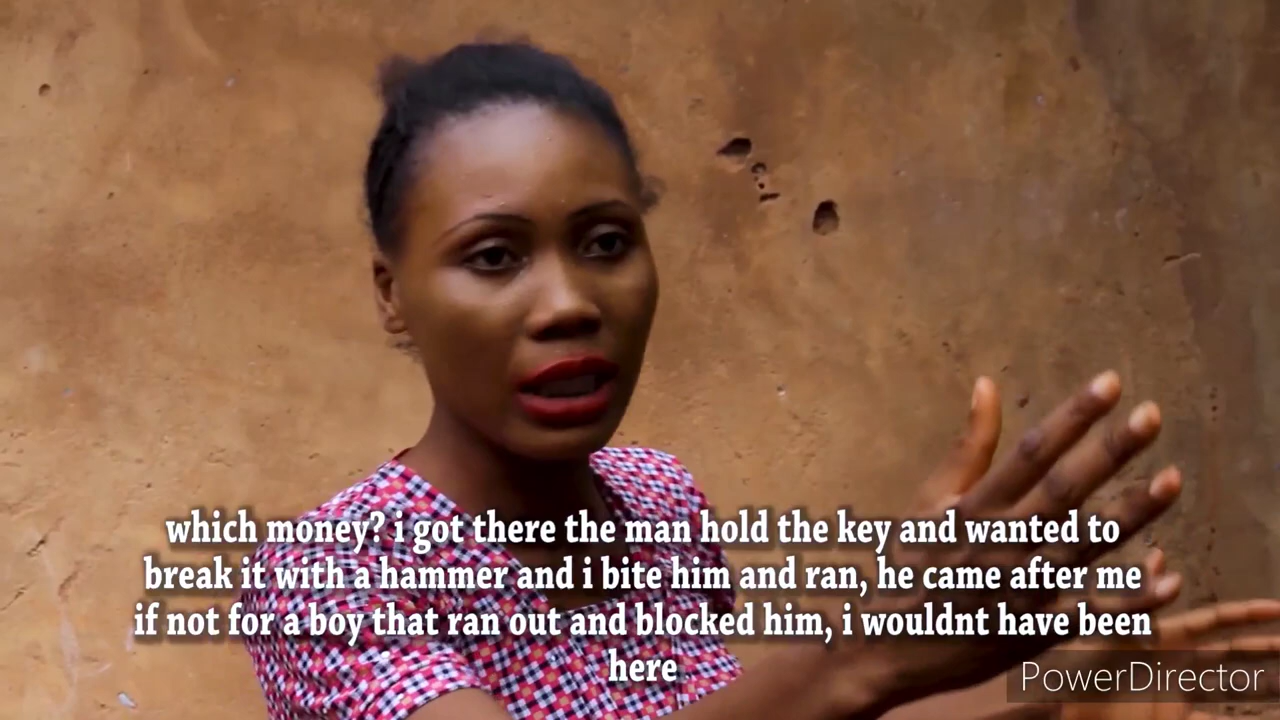 which money? i got there the man hold the key and wanted to
break it with a hammer and i bite him and ran, he came after me
if not for a boy that ran out and blocked him, i wouldnt have been
here
PowerDirector